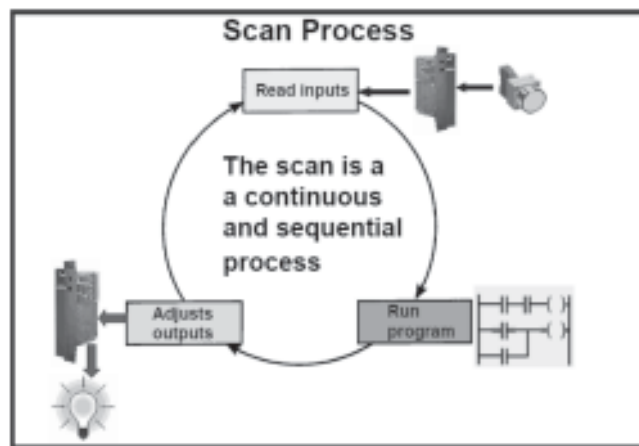 Scan Process
Read inputs
The scan is a
a continuous
and sequential
process
Adjusts
outputs
Run
program